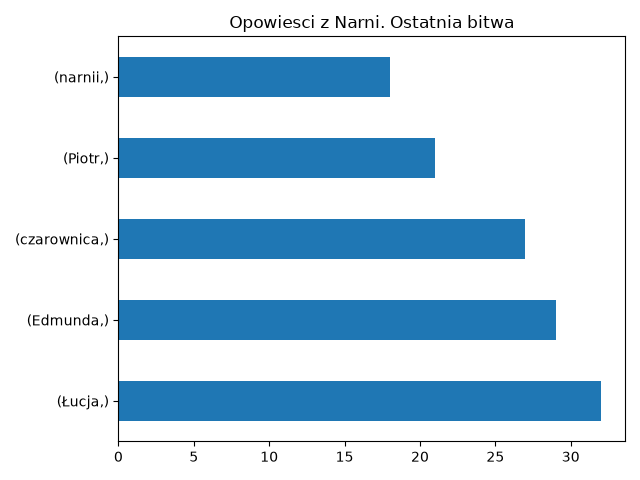 Opowiesci z Narni. Ostatnia bitwa
(narnii,)
(Piotr,)
(czarownica,)
(Edmunda,)
(Łucja,)
0 5 10 15 20 25 30